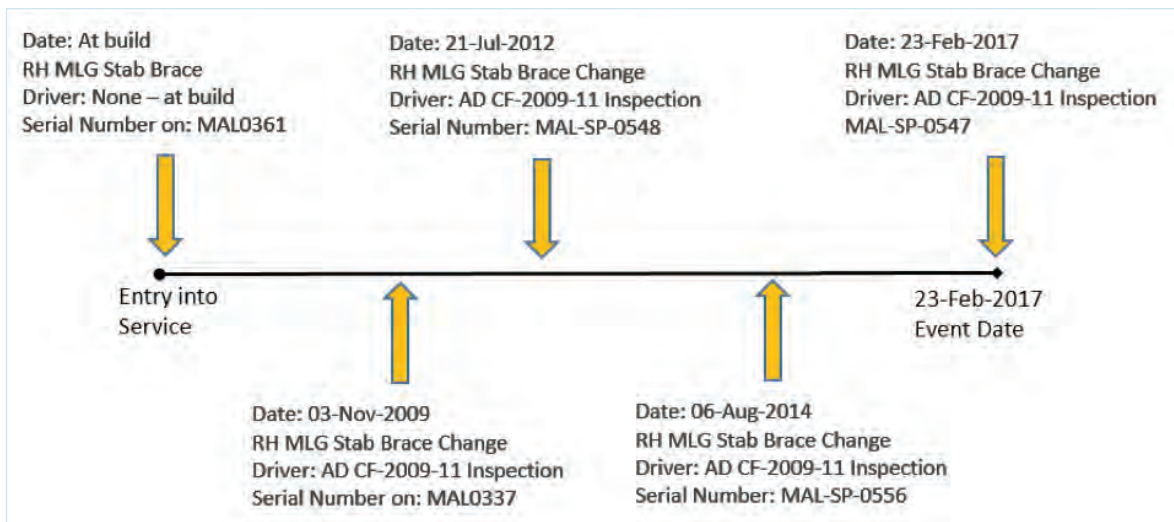 Date: At build
RH MLG Stab Brace
Driver: None – at build
Serial Number on: MAL0361
Date: 21-Jul-2012
RH MLG Stab Brace Change
Driver: AD CF-2009-11 Inspection
Serial Number: MAL-SP-0548
Date: 23-Feb-2017
RH MLG Stab Brace Change
Driver: AD CF-2009-11 Inspection
MAL-SP-0547
Entry into
Service
23-Feb-2017
Event Date
Date: 03-Nov-2009
RH MLG Stab Brace Change
Driver: AD CF-2009-11 Inspection
Serial Number on: MAL0337
Date: 06-Aug-2014
RH MLG Stab Brace Change
Driver: AD CF-2009-11 Inspection
Serial Number: MAL-SP-0556